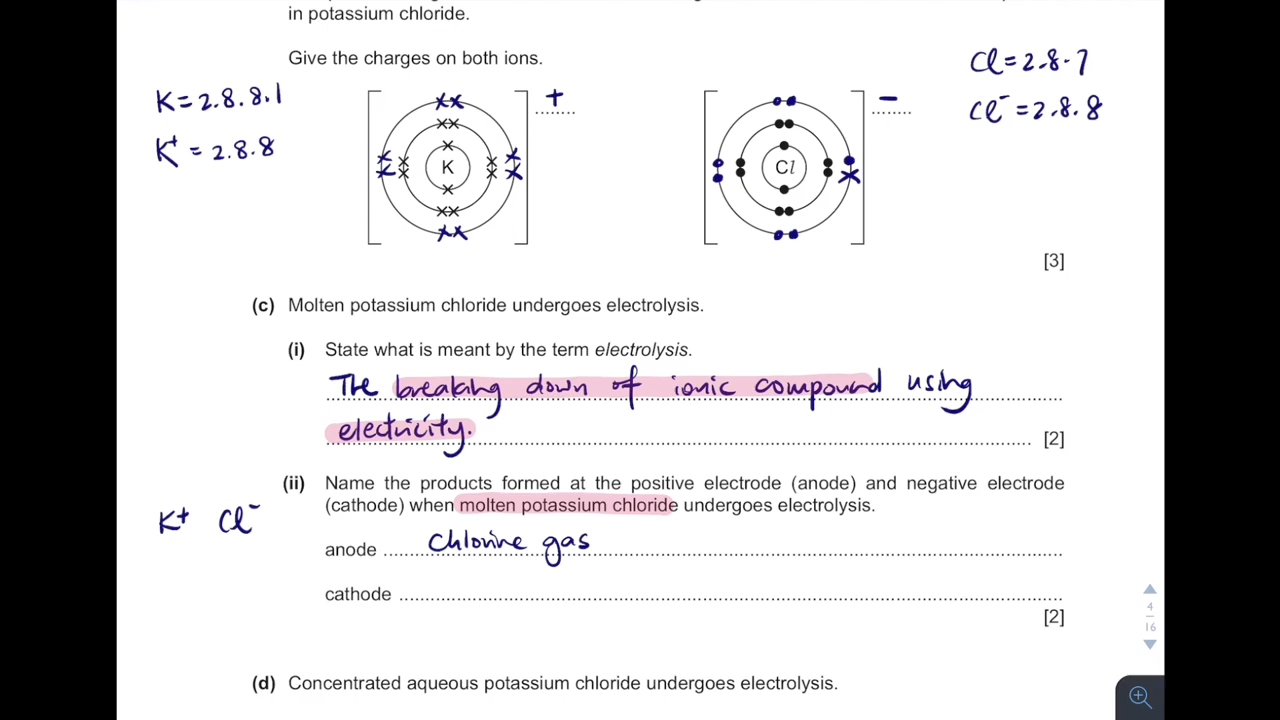 in potassium chloride.
Give the charges on both ions.
K = 2.8.8.1
K⁺ = 2.8.8
K
+
Cl
–
Cl = 2.8.7
Cl⁻ = 2.8.8
[3]
(c) Molten potassium chloride undergoes electrolysis.
(i) State what is meant by the term electrolysis.
The breaking down of ionic compound using
electricity. [2]
(ii) Name the products formed at the positive electrode (anode) and negative electrode
(cathode) when molten potassium chloride undergoes electrolysis.
K⁺ Cl⁻
anode chlorine gas
cathode
[2]
(d) Concentrated aqueous potassium chloride undergoes electrolysis.
4
16